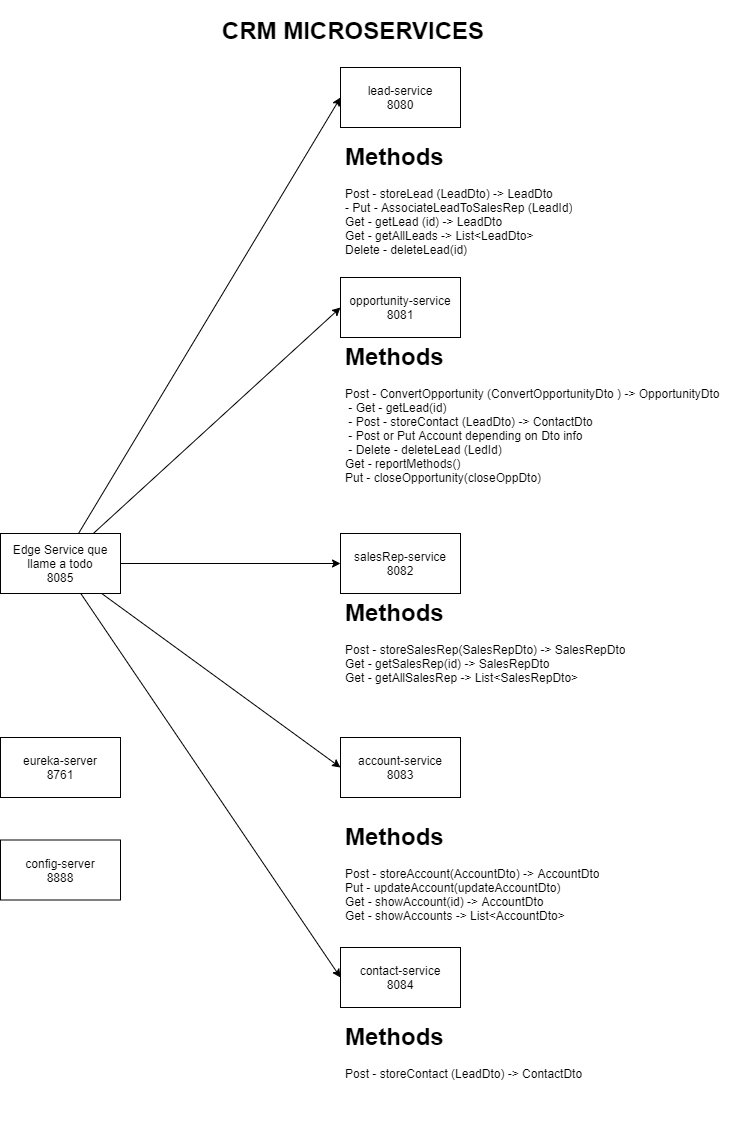 CRM MICROSERVICES
lead-service
8080
Methods
Post - storeLead (LeadDto) -> LeadDto
- Put - AssociateLeadToSalesRep (LeadId)
Get - getLead (id) -> LeadDto
Get - getAllLeads -> List<LeadDto>
Delete - deleteLead(id)
opportunity-service
8081
Methods
Post - ConvertOpportunity (ConvertOpportunityDto ) -> OpportunityDto
- Get - getLead(id)
- Post - storeContact (LeadDto) -> ContactDto
- Post or Put Account depending on Dto info
- Delete - deleteLead (LedId)
Get - reportMethods()
Put - closeOpportunity(closeOppDto)
Edge Service que
llame a todo
8085
salesRep-service
8082
Methods
Post - storeSalesRep(SalesRepDto) -> SalesRepDto
Get - getSalesRep(id) -> SalesRepDto
Get - getAllSalesRep -> List<SalesRepDto>
eureka-server
8761
account-service
8083
config-server
8888
Methods
Post - storeAccount(AccountDto) -> AccountDto
Put - updateAccount(updateAccountDto)
Get - showAccount(id) -> AccountDto
Get - showAccounts -> List<AccountDto>
contact-service
8084
Methods
Post - storeContact (LeadDto) -> ContactDto